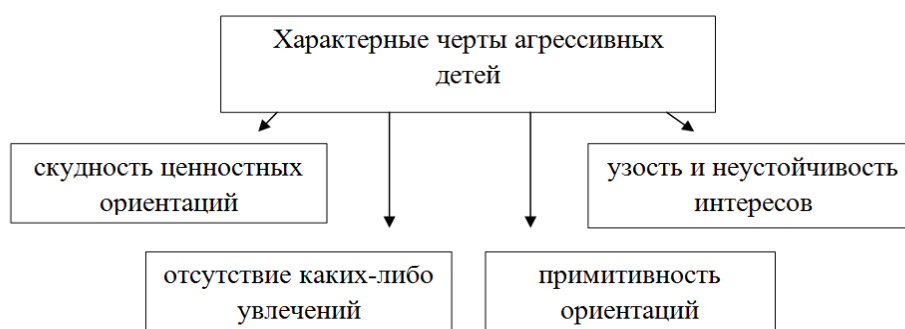 Характерные черты агрессивных
детей
скудность ценностных
ориентаций
узость и неустойчивость
интересов
отсутствие каких-либо
увлечений
примитивность
ориентаций